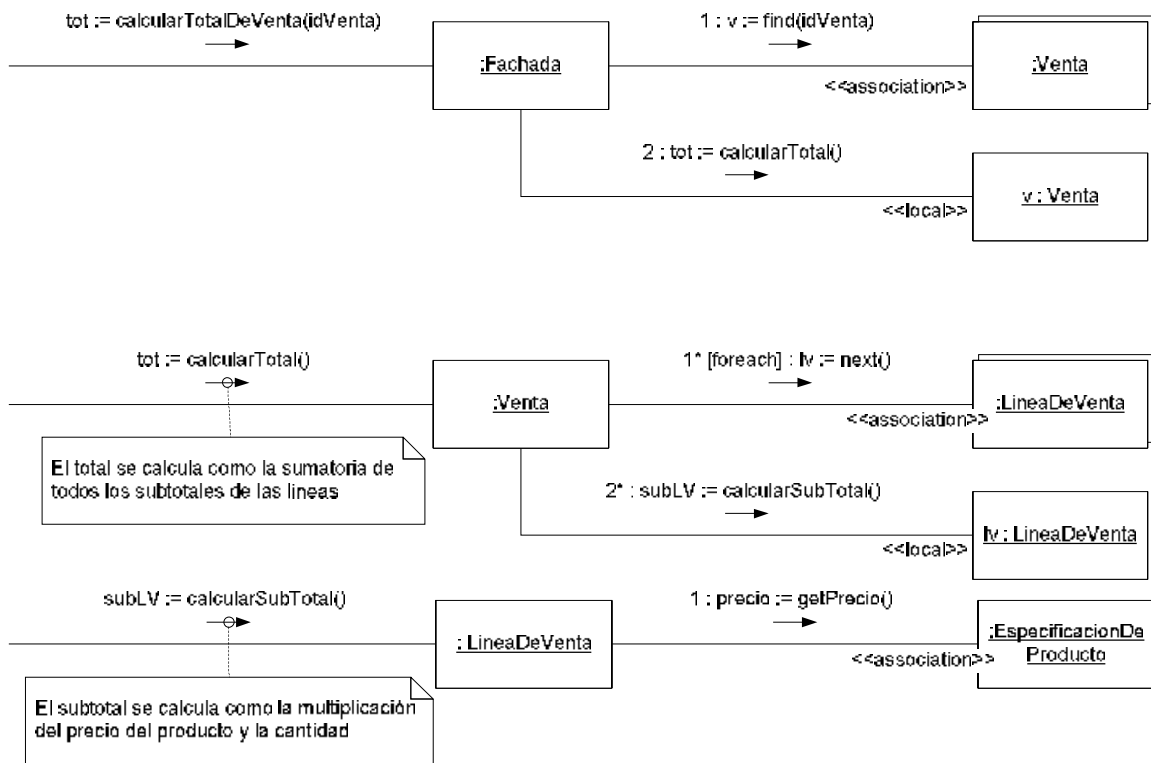 tot := calcularTotalDeVenta(idVenta)
1 : v := find(idVenta)
:Fachada
:Venta
<<association>>
2 : tot := calcularTotal()
v : Venta
<<local>>
tot := calcularTotal()
1* [foreach] : lv := next()
:Venta
:LineaDeVenta
<<association>>
El total se calcula como la sumatoria de
todos los subtotales de las lineas
2* : subLV := calcularSubTotal()
lv : LineaDeVenta
<<local>>
subLV := calcularSubTotal()
1 : precio := getPrecio()
: LineaDeVenta
:EspecificacionDe
Producto
<<association>>
El subtotal se calcula como la multiplicación
del precio del producto y la cantidad